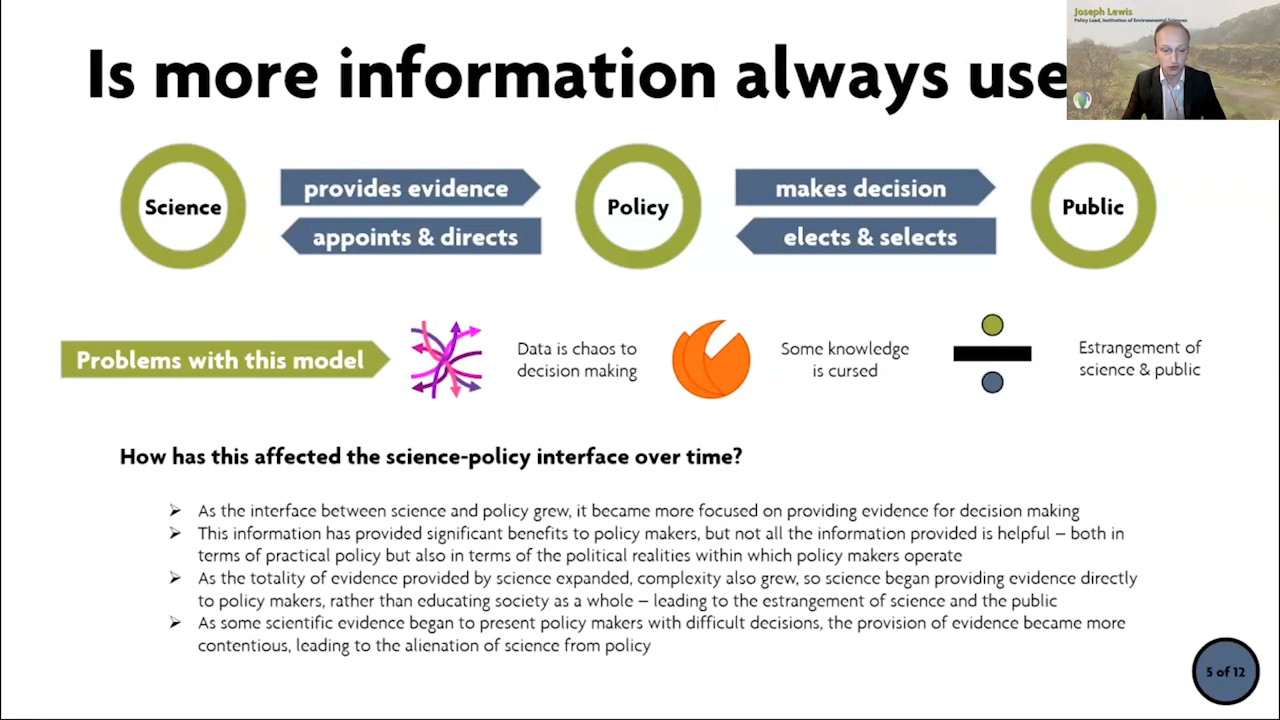 Joseph Lewis
Policy Lead, Institution of Environmental Sciences
Is more information always use
Science
provides evidence
appoints & directs
Policy
makes decision
elects & selects
Public
Problems with this model
Data is chaos to
decision making
Some knowledge
is cursed
Estrangement of
science & public
How has this affected the science-policy interface over time?
➢ As the interface between science and policy grew, it became more focused on providing evidence for decision making
➢ This information has provided significant benefits to policy makers, but not all the information provided is helpful – both in
terms of practical policy but also in terms of the political realities within which policy makers operate
➢ As the totality of evidence provided by science expanded, complexity also grew, so science began providing evidence directly
to policy makers, rather than educating society as a whole – leading to the estrangement of science and the public
➢ As some scientific evidence began to present policy makers with difficult decisions, the provision of evidence became more
contentious, leading to the alienation of science from policy
5 of 12